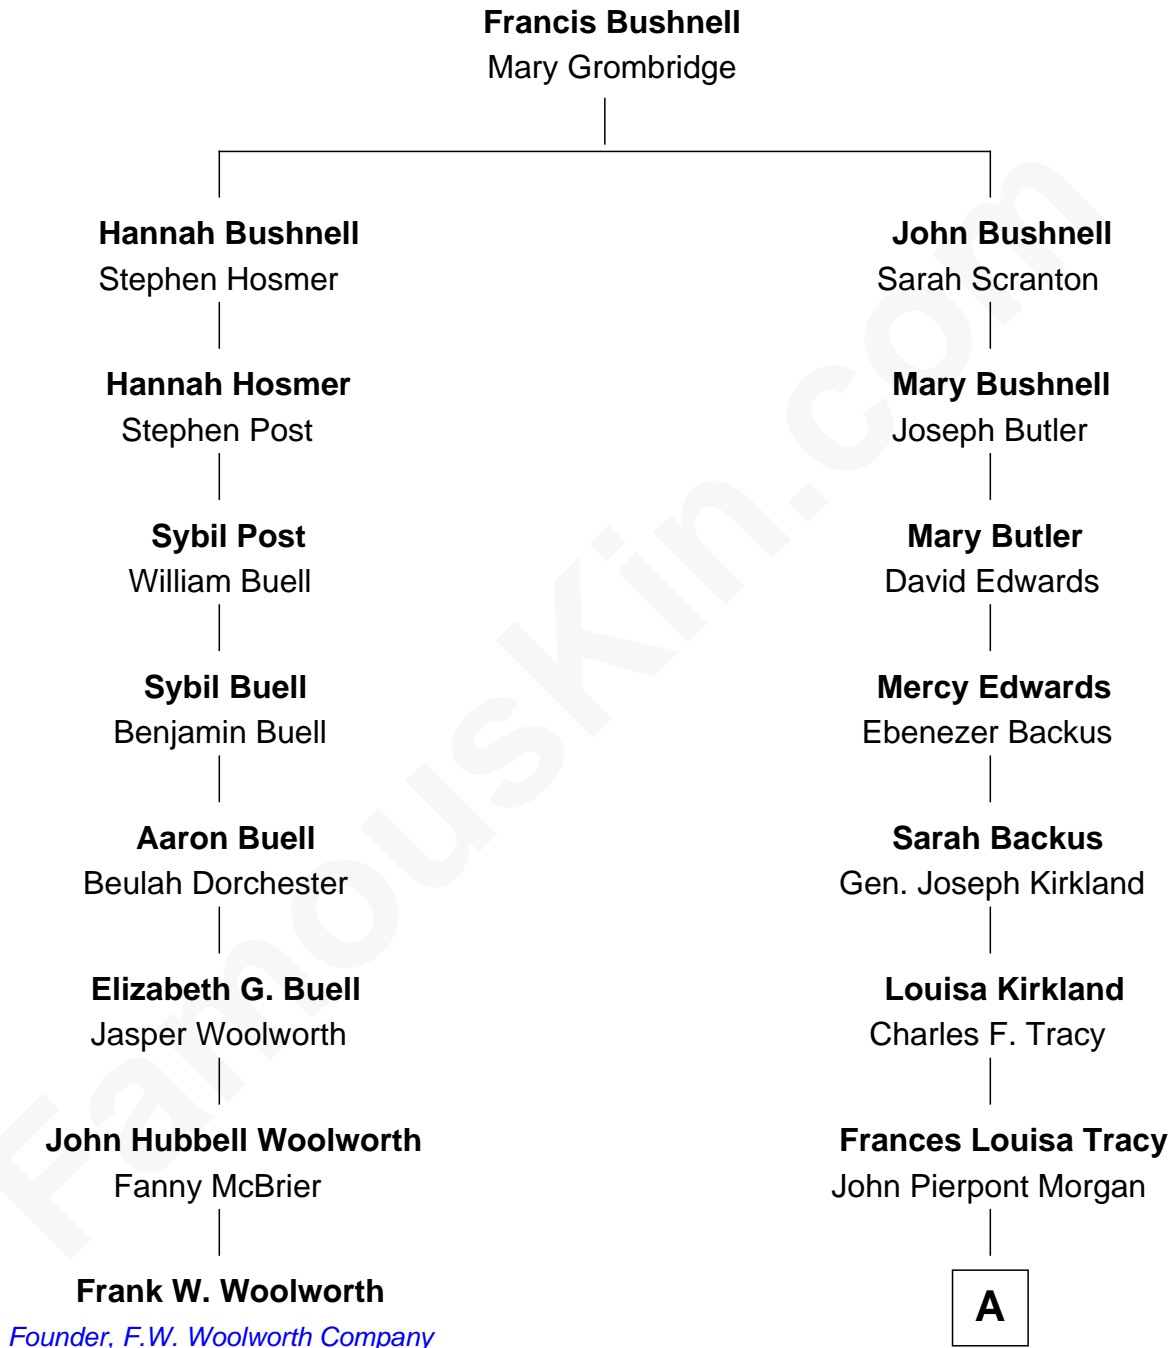 Francis Bushnell
Mary Grombridge
Hannah Bushnell
Stephen Hosmer
John Bushnell
Sarah Scranton
Hannah Hosmer
Stephen Post
Mary Bushnell
Joseph Butler
Sybil Post
William Buell
Mary Butler
David Edwards
Sybil Buell
Benjamin Buell
Mercy Edwards
Ebenezer Backus
Aaron Buell
Beulah Dorchester
Sarah Backus
Gen. Joseph Kirkland
Elizabeth G. Buell
Jasper Woolworth
Louisa Kirkland
Charles F. Tracy
John Hubbell Woolworth
Fanny McBrier
Frances Louisa Tracy
John Pierpont Morgan
Frank W. Woolworth
Founder, F.W. Woolworth Company
A
FamousKin.com